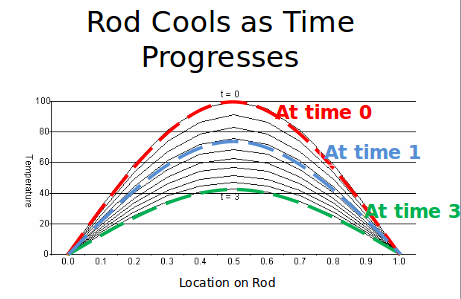 Rod Cools as Time
Progresses
t = 0
100
At time 0
80
At time 1
60
Temperature
40
t = 3
At time 3
20
0
0.0 0.1 0.2 0.3 0.4 0.5 0.6 0.7 0.8 0.9 1.0
Location on Rod